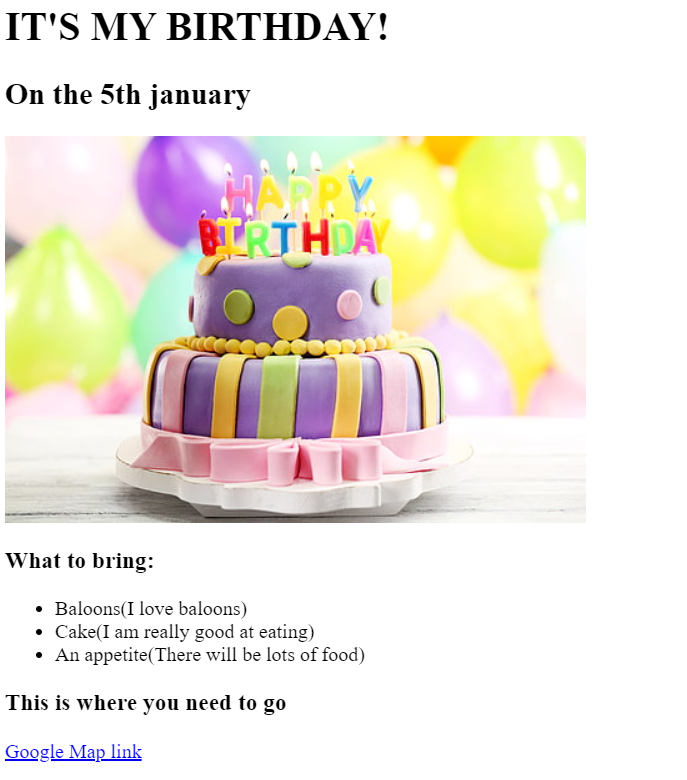 IT'S MY BIRTHDAY!
On the 5th january
HAPPY
BIRTHDAY
What to bring:
Baloons(I love baloons)
Cake(I am really good at eating)
An appetite(There will be lots of food)
This is where you need to go
Google Map link